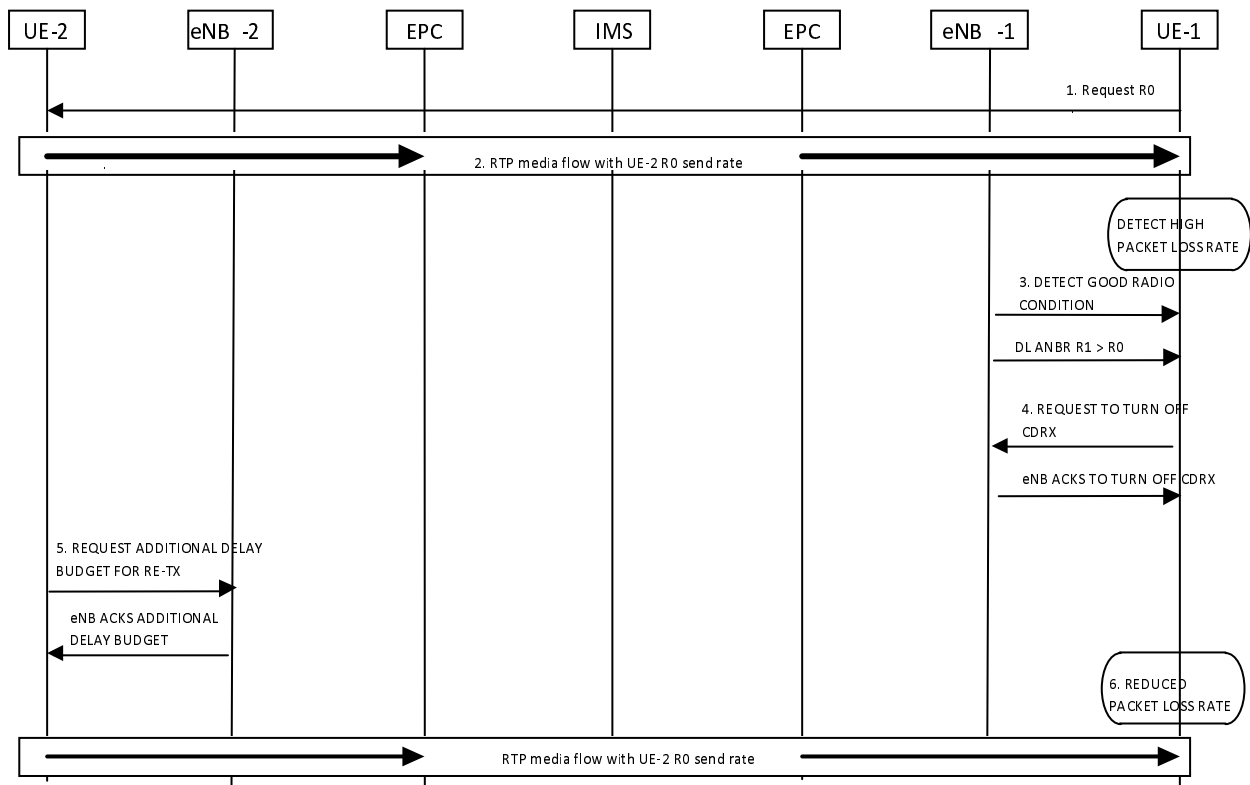 UE-2
eNB -2
EPC
IMS
EPC
eNB -1
UE-1
1. Request R0
2. RTP media flow with UE-2 R0 send rate
DETECT HIGH
PACKET LOSS RATE
3. DETECT GOOD RADIO
CONDITION
DL ANBR R1 > R0
4. REQUEST TO TURN OFF
CDRX
eNB ACKS TO TURN OFF CDRX
5. REQUEST ADDITIONAL DELAY
BUDGET FOR RE-TX
eNB ACKS ADDITIONAL
DELAY BUDGET
6. REDUCED
PACKET LOSS RATE
RTP media flow with UE-2 R0 send rate